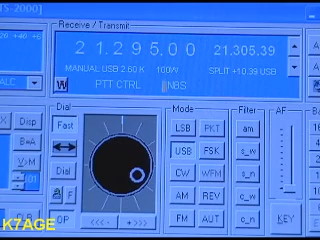 TS-2000]
Receive / Transmit
21.295.00 21,305.39
MANUAL USB 2.60 K 100W SPLIT +10.39 USB
PTT CTRL NBS
W
ALC
Dial Mode Filter AF
Disp Fast LSB PKT am
B=A USB FSK s_w
V>M Dial CW WFM s_n
F AM REV c_w
OP <<<- +>>> FM AUT c_n KEY
K7AGE